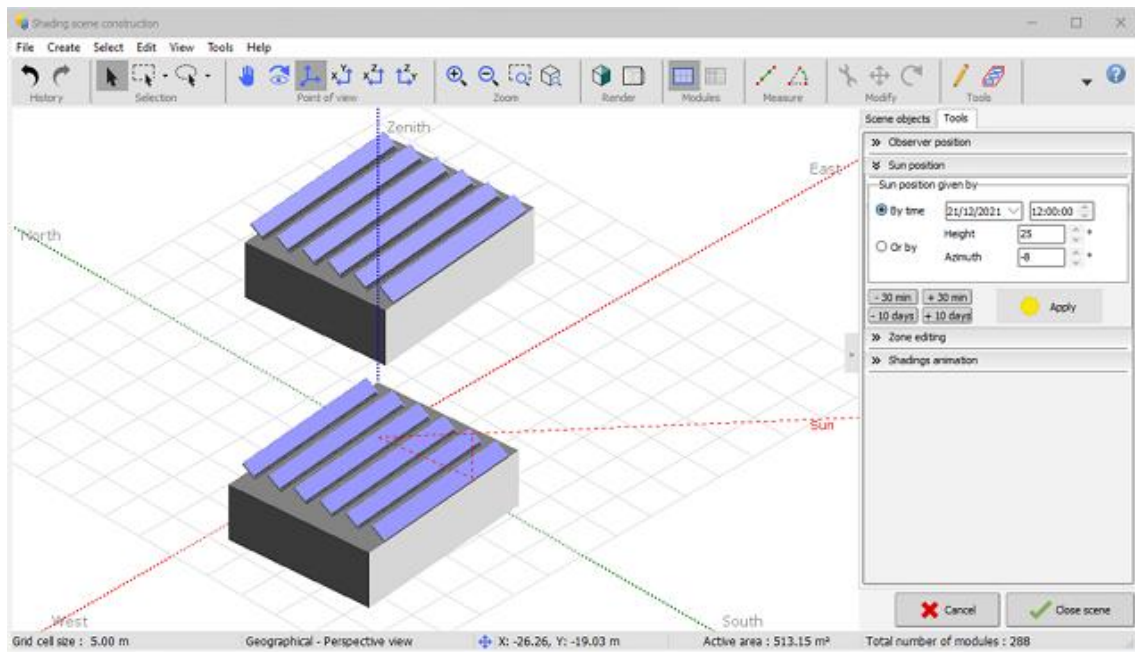 Shading scene construction
File Create Select Edit View Tools Help
History Selection Point of view Zoom Render Modules Measure Modify Tools
Scene objects Tools
Observer position
Sun position
Sun position given by
By time 21/12/2021 12:00:00
Or by Height 25 °
Azimuth -8 °
- 30 min + 30 min
- 10 days + 10 days
Apply
Zone editing
Shadings animation
Zenith
East
North
Sun
West
South
Cancel Close scene
Grid cell size : 5.00 m Geographical - Perspective view X: -26.26, Y: -19.03 m Active area : 513.15 m² Total number of modules : 288